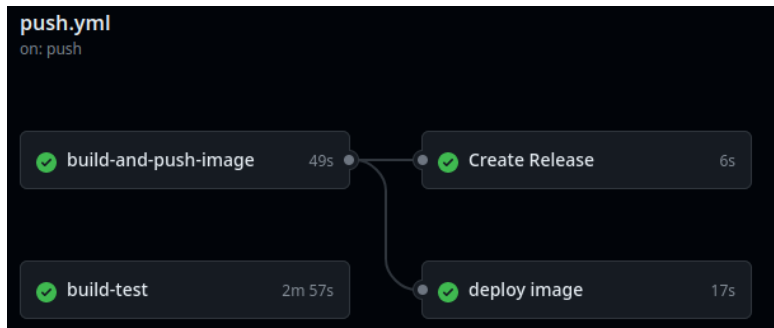 push.yml
on: push
build-and-push-image 49s
Create Release 6s
build-test 2m 57s
deploy image 17s